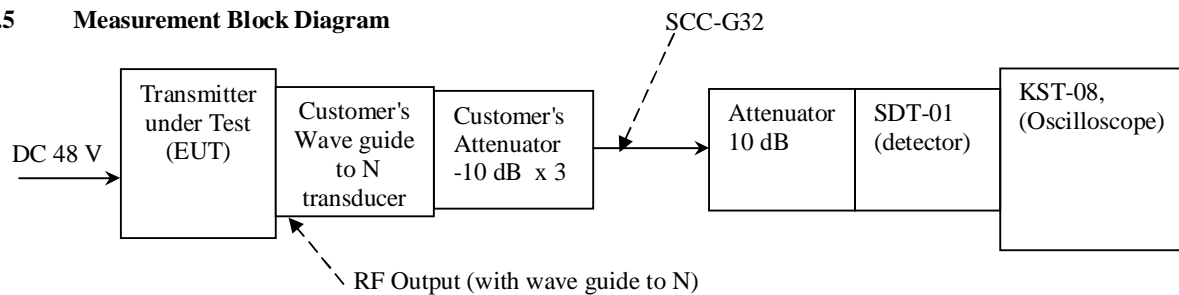 .5 Measurement Block Diagram
SCC-G32
DC 48 V
Transmitter
under Test
(EUT)
Customer's
Wave guide
to N
transducer
Customer's
Attenuator
-10 dB x 3
Attenuator
10 dB
SDT-01
(detector)
KST-08,
(Oscilloscope)
RF Output (with wave guide to N)